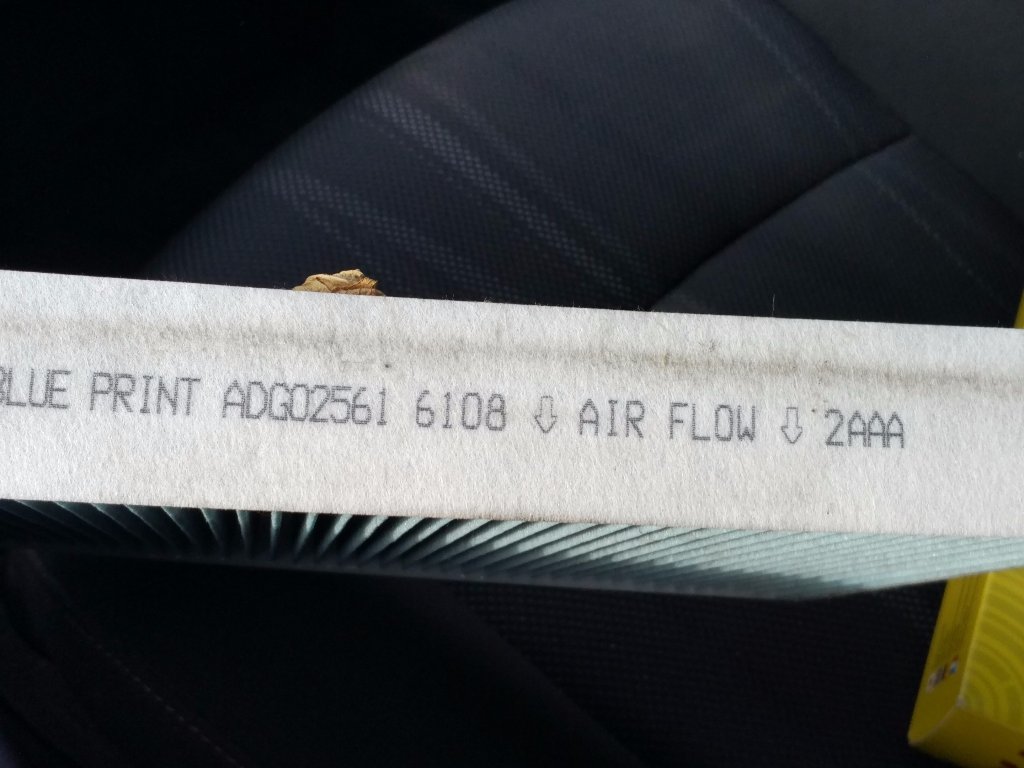 BLUE PRINT ADG02561 6108 ⇩ AIR FLOW ⇩ 2AAA